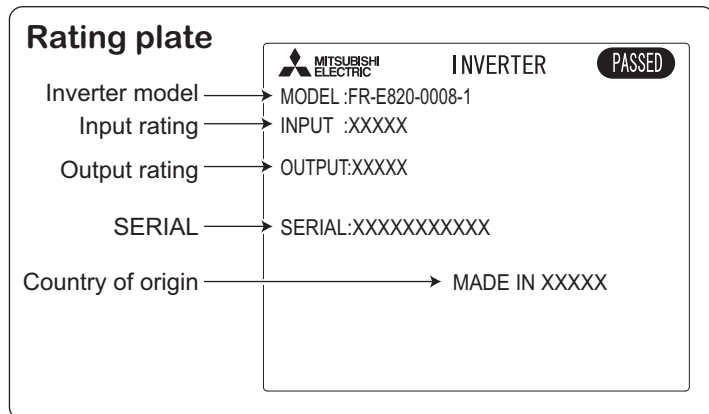 Rating plate
MITSUBISHI
ELECTRIC
INVERTER
PASSED
Inverter model
MODEL :FR-E820-0008-1
Input rating
INPUT :XXXXX
Output rating
OUTPUT:XXXXX
SERIAL
SERIAL:XXXXXXXXXXX
Country of origin
MADE IN XXXXX